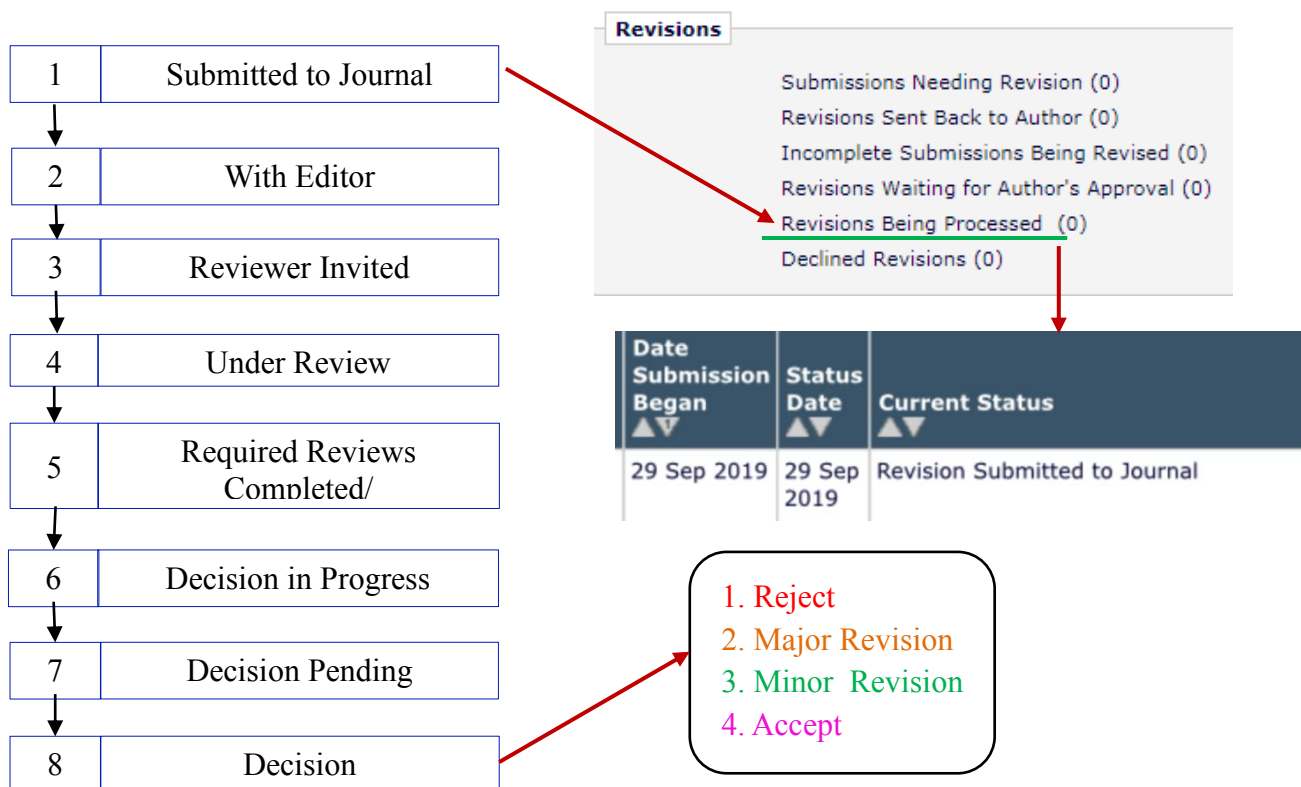 1 Submitted to Journal
2 With Editor
3 Reviewer Invited
4 Under Review
5 Required Reviews
Completed/
6 Decision in Progress
7 Decision Pending
8 Decision
Revisions
Submissions Needing Revision (0)
Revisions Sent Back to Author (0)
Incomplete Submissions Being Revised (0)
Revisions Waiting for Author's Approval (0)
Revisions Being Processed (0)
Declined Revisions (0)
Date
Submission Status
Began Date Current Status
1
29 Sep 2019 29 Sep Revision Submitted to Journal
2019
1. Reject
2. Major Revision
3. Minor Revision
4. Accept